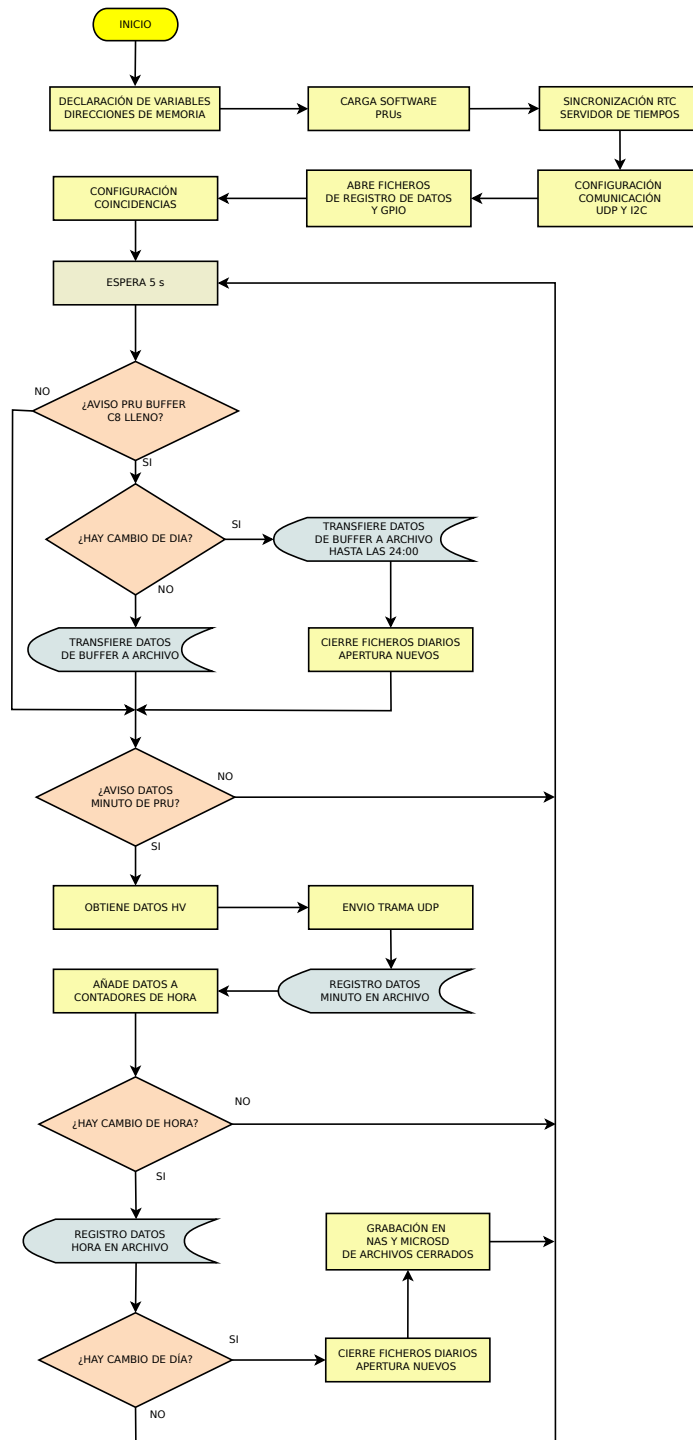 INICIO
DECLARACIÓN DE VARIABLES
DIRECCIONES DE MEMORIA
CARGA SOFTWARE
PRUs
SINCRONIZACIÓN RTC
SERVIDOR DE TIEMPOS
CONFIGURACIÓN
COMUNICACIÓN
UDP Y I2C
ABRE FICHEROS
DE REGISTRO DE DATOS
Y GPIO
CONFIGURACIÓN
COINCIDENCIAS
ESPERA 5 s
¿AVISO PRU BUFFER
C8 LLENO?
NO
SI
¿HAY CAMBIO DE DIA?
SI
NO
TRANSFIERE DATOS
DE BUFFER A ARCHIVO
HASTA LAS 24:00
TRANSFIERE DATOS
DE BUFFER A ARCHIVO
CIERRE FICHEROS DIARIOS
APERTURA NUEVOS
¿AVISO DATOS
MINUTO DE PRU?
NO
SI
OBTIENE DATOS HV
ENVIO TRAMA UDP
REGISTRO DATOS
MINUTO EN ARCHIVO
AÑADE DATOS A
CONTADORES DE HORA
¿HAY CAMBIO DE HORA?
NO
SI
REGISTRO DATOS
HORA EN ARCHIVO
¿HAY CAMBIO DE DÍA?
SI
NO
CIERRE FICHEROS DIARIOS
APERTURA NUEVOS
GRABACIÓN EN
NAS Y MICROSD
DE ARCHIVOS CERRADOS